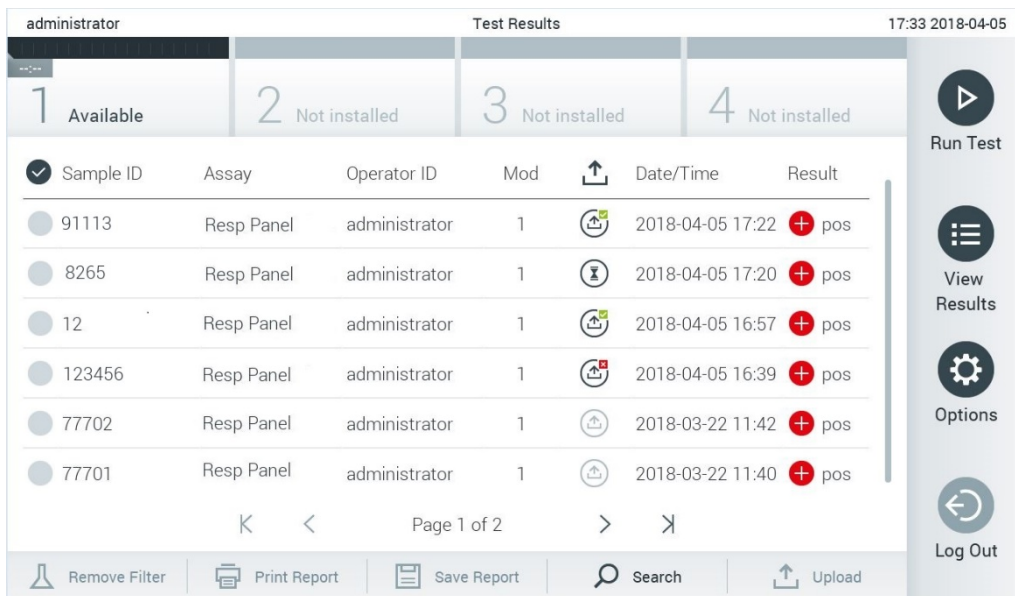 administrator Test Results 17:33 2018-04-05
--:--
1 Available 2 Not installed 3 Not installed 4 Not installed
Run Test
Sample ID Assay Operator ID Mod Date/Time Result
91113 Resp Panel administrator 1 2018-04-05 17:22 pos
8265 Resp Panel administrator 1 2018-04-05 17:20 pos
View
Results
12 Resp Panel administrator 1 2018-04-05 16:57 pos
123456 Resp Panel administrator 1 2018-04-05 16:39 pos
77702 Resp Panel administrator 1 2018-03-22 11:42 pos
Options
77701 Resp Panel administrator 1 2018-03-22 11:40 pos
Page 1 of 2
Log Out
Remove Filter Print Report Save Report Search Upload